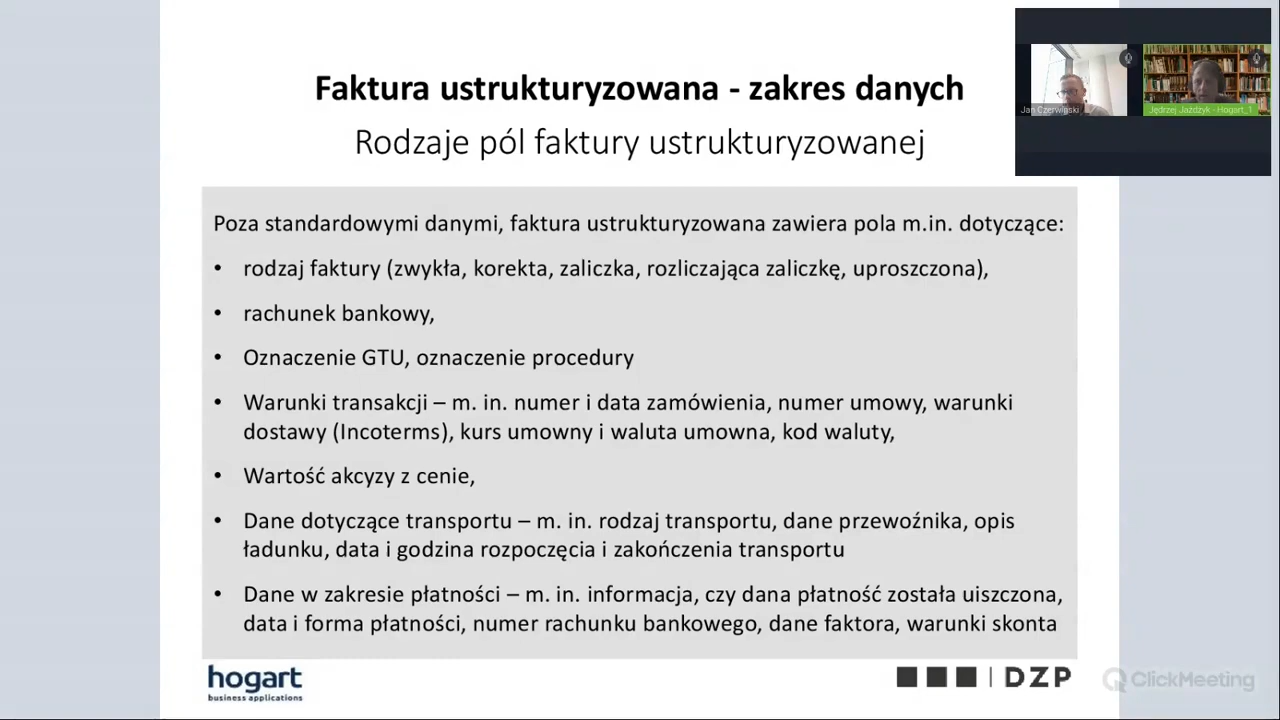 Faktura ustrukturyzowana - zakres danych
Rodzaje pól faktury ustrukturyzowanej
Jan Czerwiński
Jędrzej Jażdżyk - Hogart_1
Poza standardowymi danymi, faktura ustrukturyzowana zawiera pola m.in. dotyczące:
• rodzaj faktury (zwykła, korekta, zaliczka, rozliczająca zaliczkę, uproszczona),
• rachunek bankowy,
• Oznaczenie GTU, oznaczenie procedury
• Warunki transakcji – m. in. numer i data zamówienia, numer umowy, warunki
dostawy (Incoterms), kurs umowny i waluta umowna, kod waluty,
• Wartość akcyzy z cenie,
• Dane dotyczące transportu – m. in. rodzaj transportu, dane przewoźnika, opis
ładunku, data i godzina rozpoczęcia i zakończenia transportu
• Dane w zakresie płatności – m. in. informacja, czy dana płatność została uiszczona,
data i forma płatności, numer rachunku bankowego, dane faktora, warunki skonta
hogart
business applications
DZP
ClickMeeting